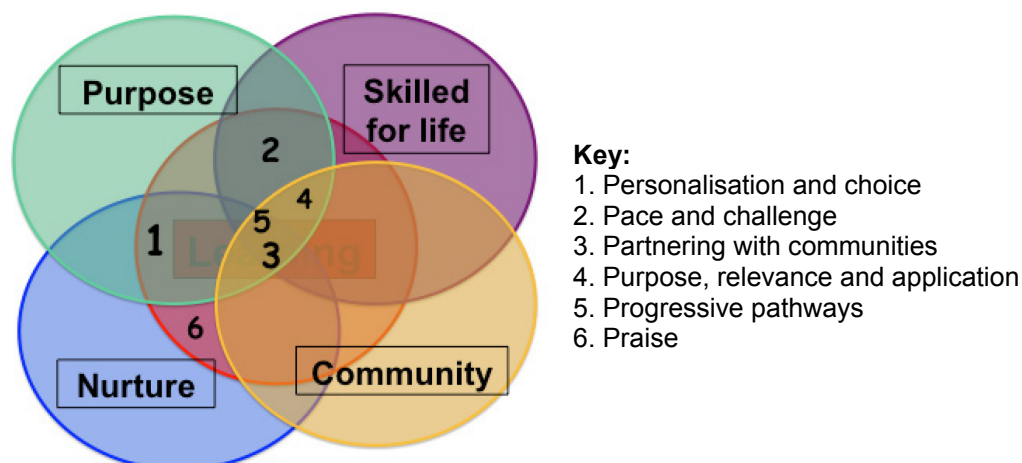 Purpose
Skilled
for life
2
4
5
1
Learning
3
6
Nurture
Community
Key:
1. Personalisation and choice
2. Pace and challenge
3. Partnering with communities
4. Purpose, relevance and application
5. Progressive pathways
6. Praise